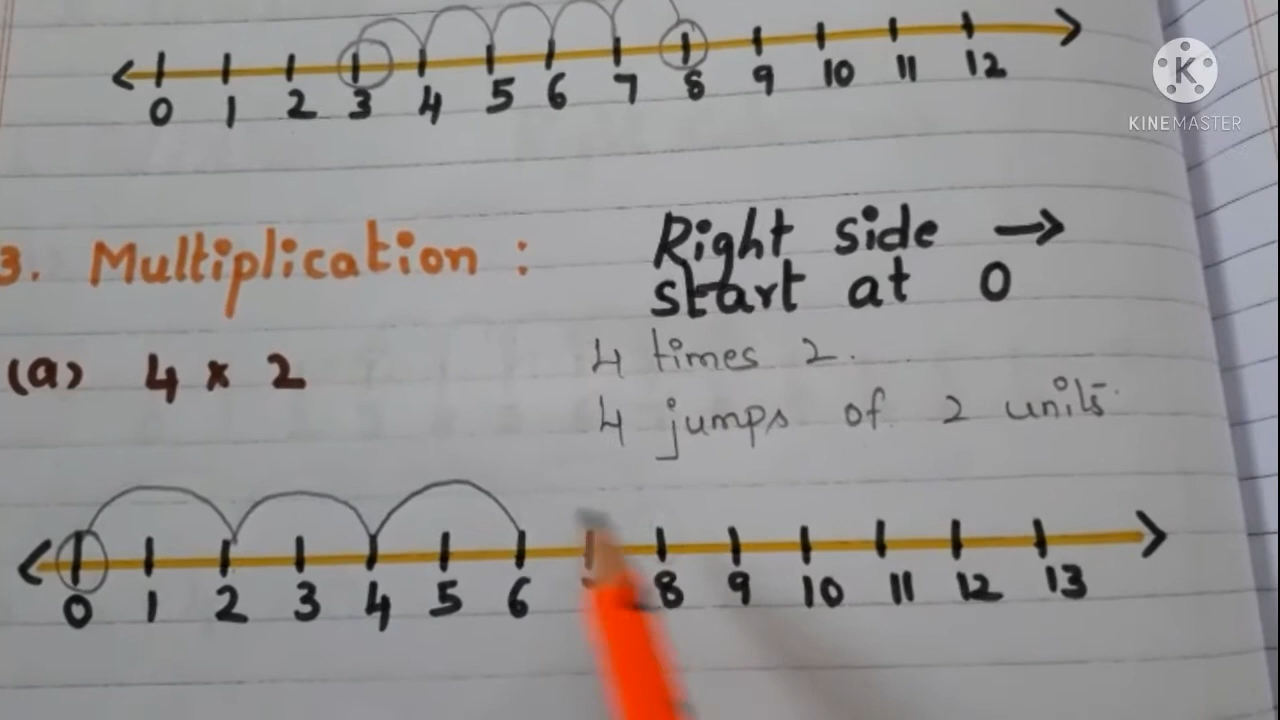 0 1 2 3 4 5 6 7 8 9 10 11 12
K
KINEMASTER
3. Multiplication : Right side →
start at 0
(a) 4 x 2 4 times 2.
4 jumps of 2 units
0 1 2 3 4 5 6 8 9 10 11 12 13